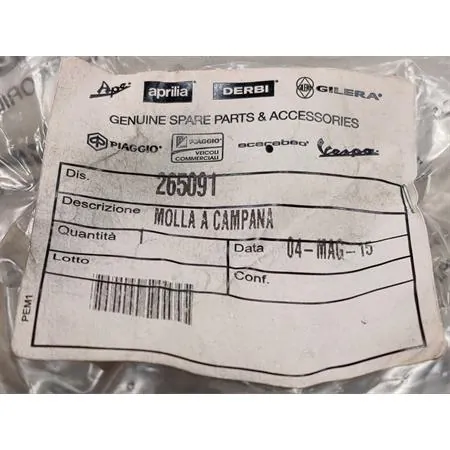 Ape aprilia DERBI GILERA
GENUINE SPARE PARTS & ACCESSORIES
PIAGGIO PIAGGIO VEICOLI COMMERCIALI scarabeo Vespa
Dis. 265091
Descrizione MOLLA A CAMPANA
Quantità 1 Data 04-MAG-15
Lotto Conf.
PEM1